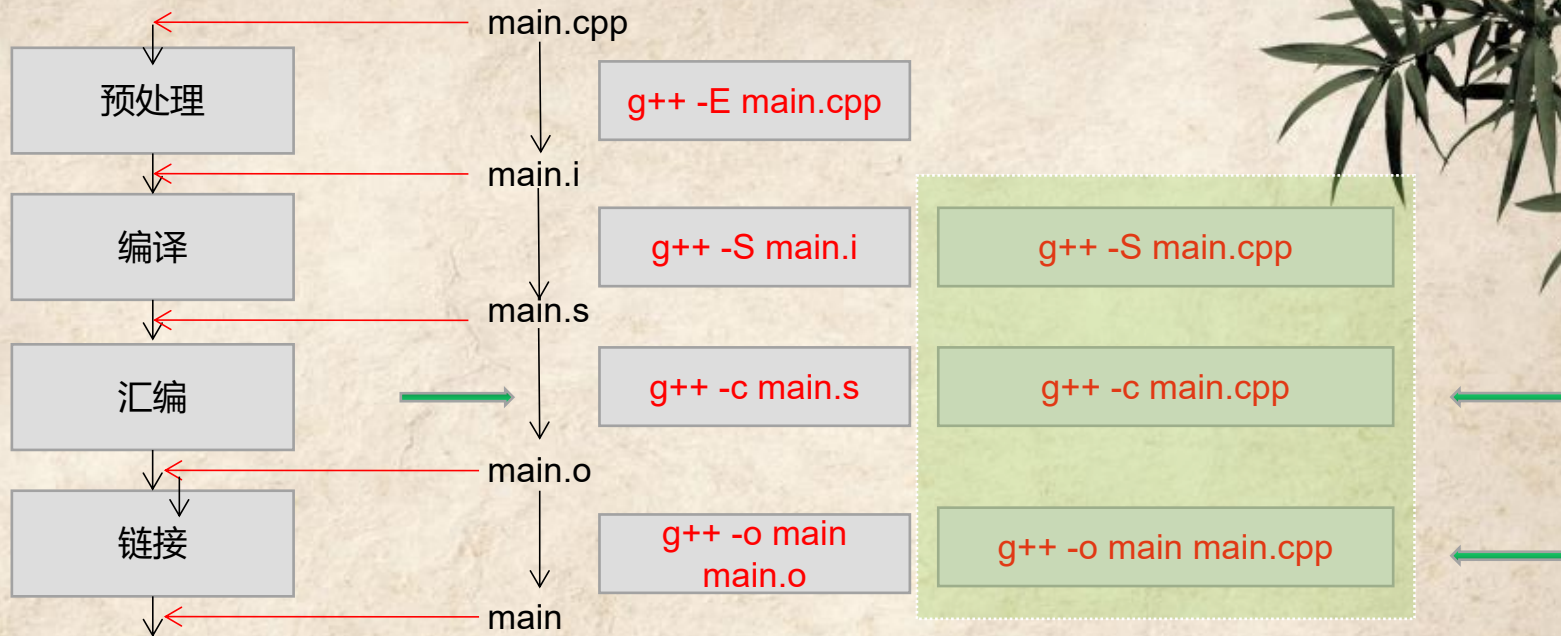 main.cpp
预处理
g++ -E main.cpp
main.i
编译
g++ -S main.i
g++ -S main.cpp
main.s
汇编
g++ -c main.s
g++ -c main.cpp
main.o
链接
g++ -o main
main.o
g++ -o main main.cpp
main